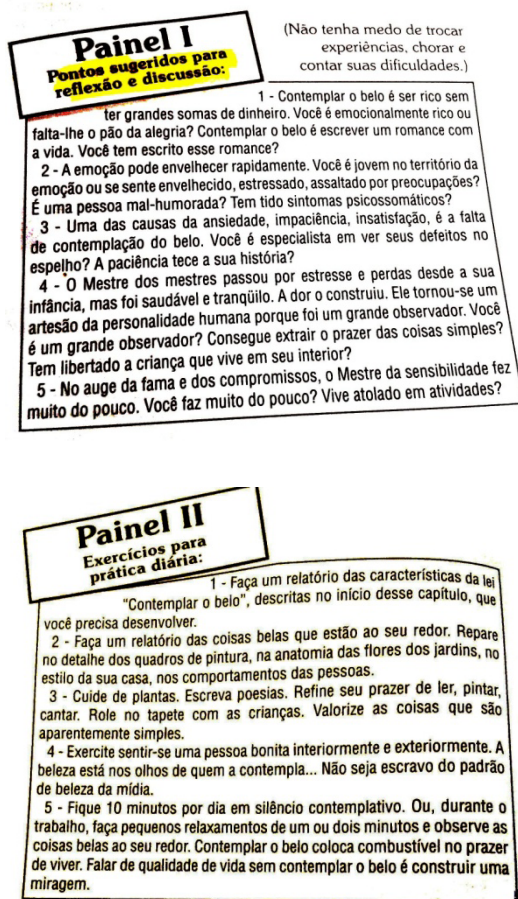 Painel I
Pontos sugeridos para
reflexão e discussão:
(Não tenha medo de trocar
experiências, chorar e
contar suas dificuldades.)
1 - Contemplar o belo é ser rico sem
ter grandes somas de dinheiro. Você é emocionalmente rico ou
falta-lhe o pão da alegria? Contemplar o belo é escrever um romance com
a vida. Você tem escrito esse romance?
2 - A emoção pode envelhecer rapidamente. Você é jovem no território da
emoção ou se sente envelhecido, estressado, assaltado por preocupações?
É uma pessoa mal-humorada? Tem tido sintomas psicossomáticos?
3 - Uma das causas da ansiedade, impaciência, insatisfação, é a falta
de contemplação do belo. Você é especialista em ver seus defeitos no
espelho? A paciência tece a sua história?
4 - O Mestre dos mestres passou por estresse e perdas desde a sua
infância, mas foi saudável e tranqüilo. A dor o construiu. Ele tornou-se um
artesão da personalidade humana porque foi um grande observador. Você
é um grande observador? Consegue extrair o prazer das coisas simples?
Tem libertado a criança que vive em seu interior?
5 - No auge da fama e dos compromissos, o Mestre da sensibilidade fez
muito do pouco. Você faz muito do pouco? Vive atolado em atividades?
Painel II
Exercícios para
prática diária:
1 - Faça um relatório das características da lei
"Contemplar o belo", descritas no início desse capítulo, que
você precisa desenvolver.
2 - Faça um relatório das coisas belas que estão ao seu redor. Repare
no detalhe dos quadros de pintura, na anatomia das flores dos jardins, no
estilo da sua casa, nos comportamentos das pessoas.
3 - Cuide de plantas. Escreva poesias. Refine seu prazer de ler, pintar,
cantar. Role no tapete com as crianças. Valorize as coisas que são
aparentemente simples.
4 - Exercite sentir-se uma pessoa bonita interiormente e exteriormente. A
beleza está nos olhos de quem a contempla... Não seja escravo do padrão
de beleza da mídia.
5 - Fique 10 minutos por dia em silêncio contemplativo. Ou, durante o
trabalho, faça pequenos relaxamentos de um ou dois minutos e observe as
coisas belas ao seu redor. Contemplar o belo coloca combustível no prazer
de viver. Falar de qualidade de vida sem contemplar o belo é construir uma
miragem.